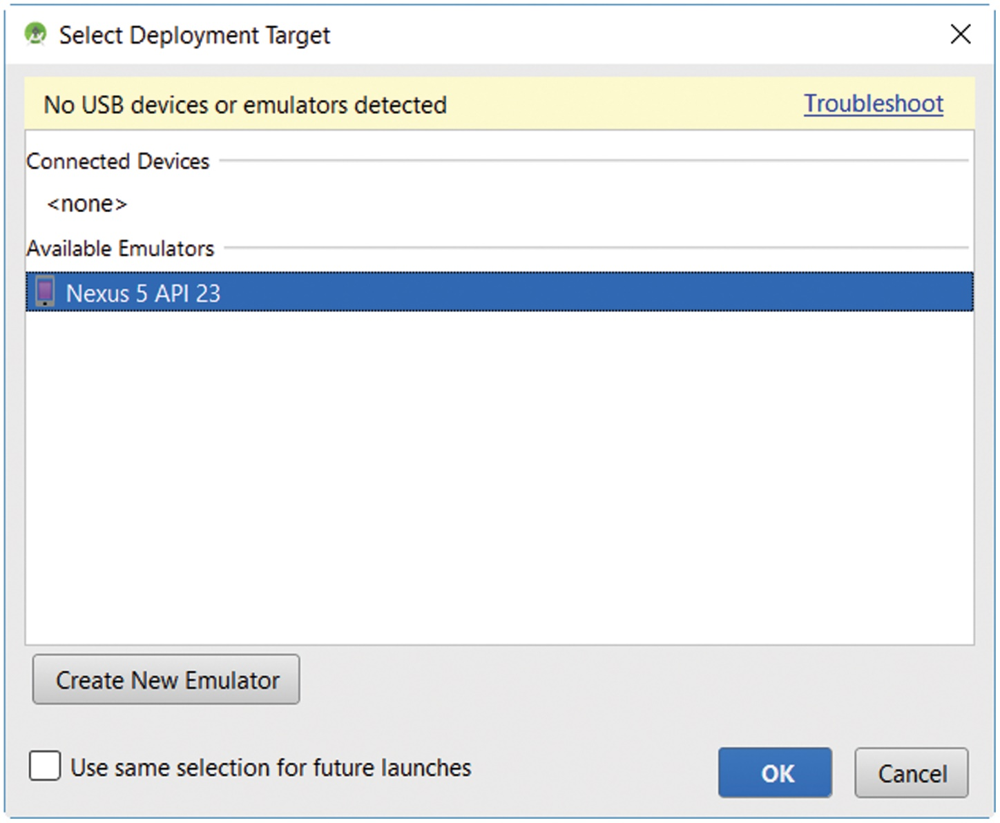 Select Deployment Target
No USB devices or emulators detected Troubleshoot
Connected Devices
<none>
Available Emulators
Nexus 5 API 23
Create New Emulator
Use same selection for future launches
OK Cancel